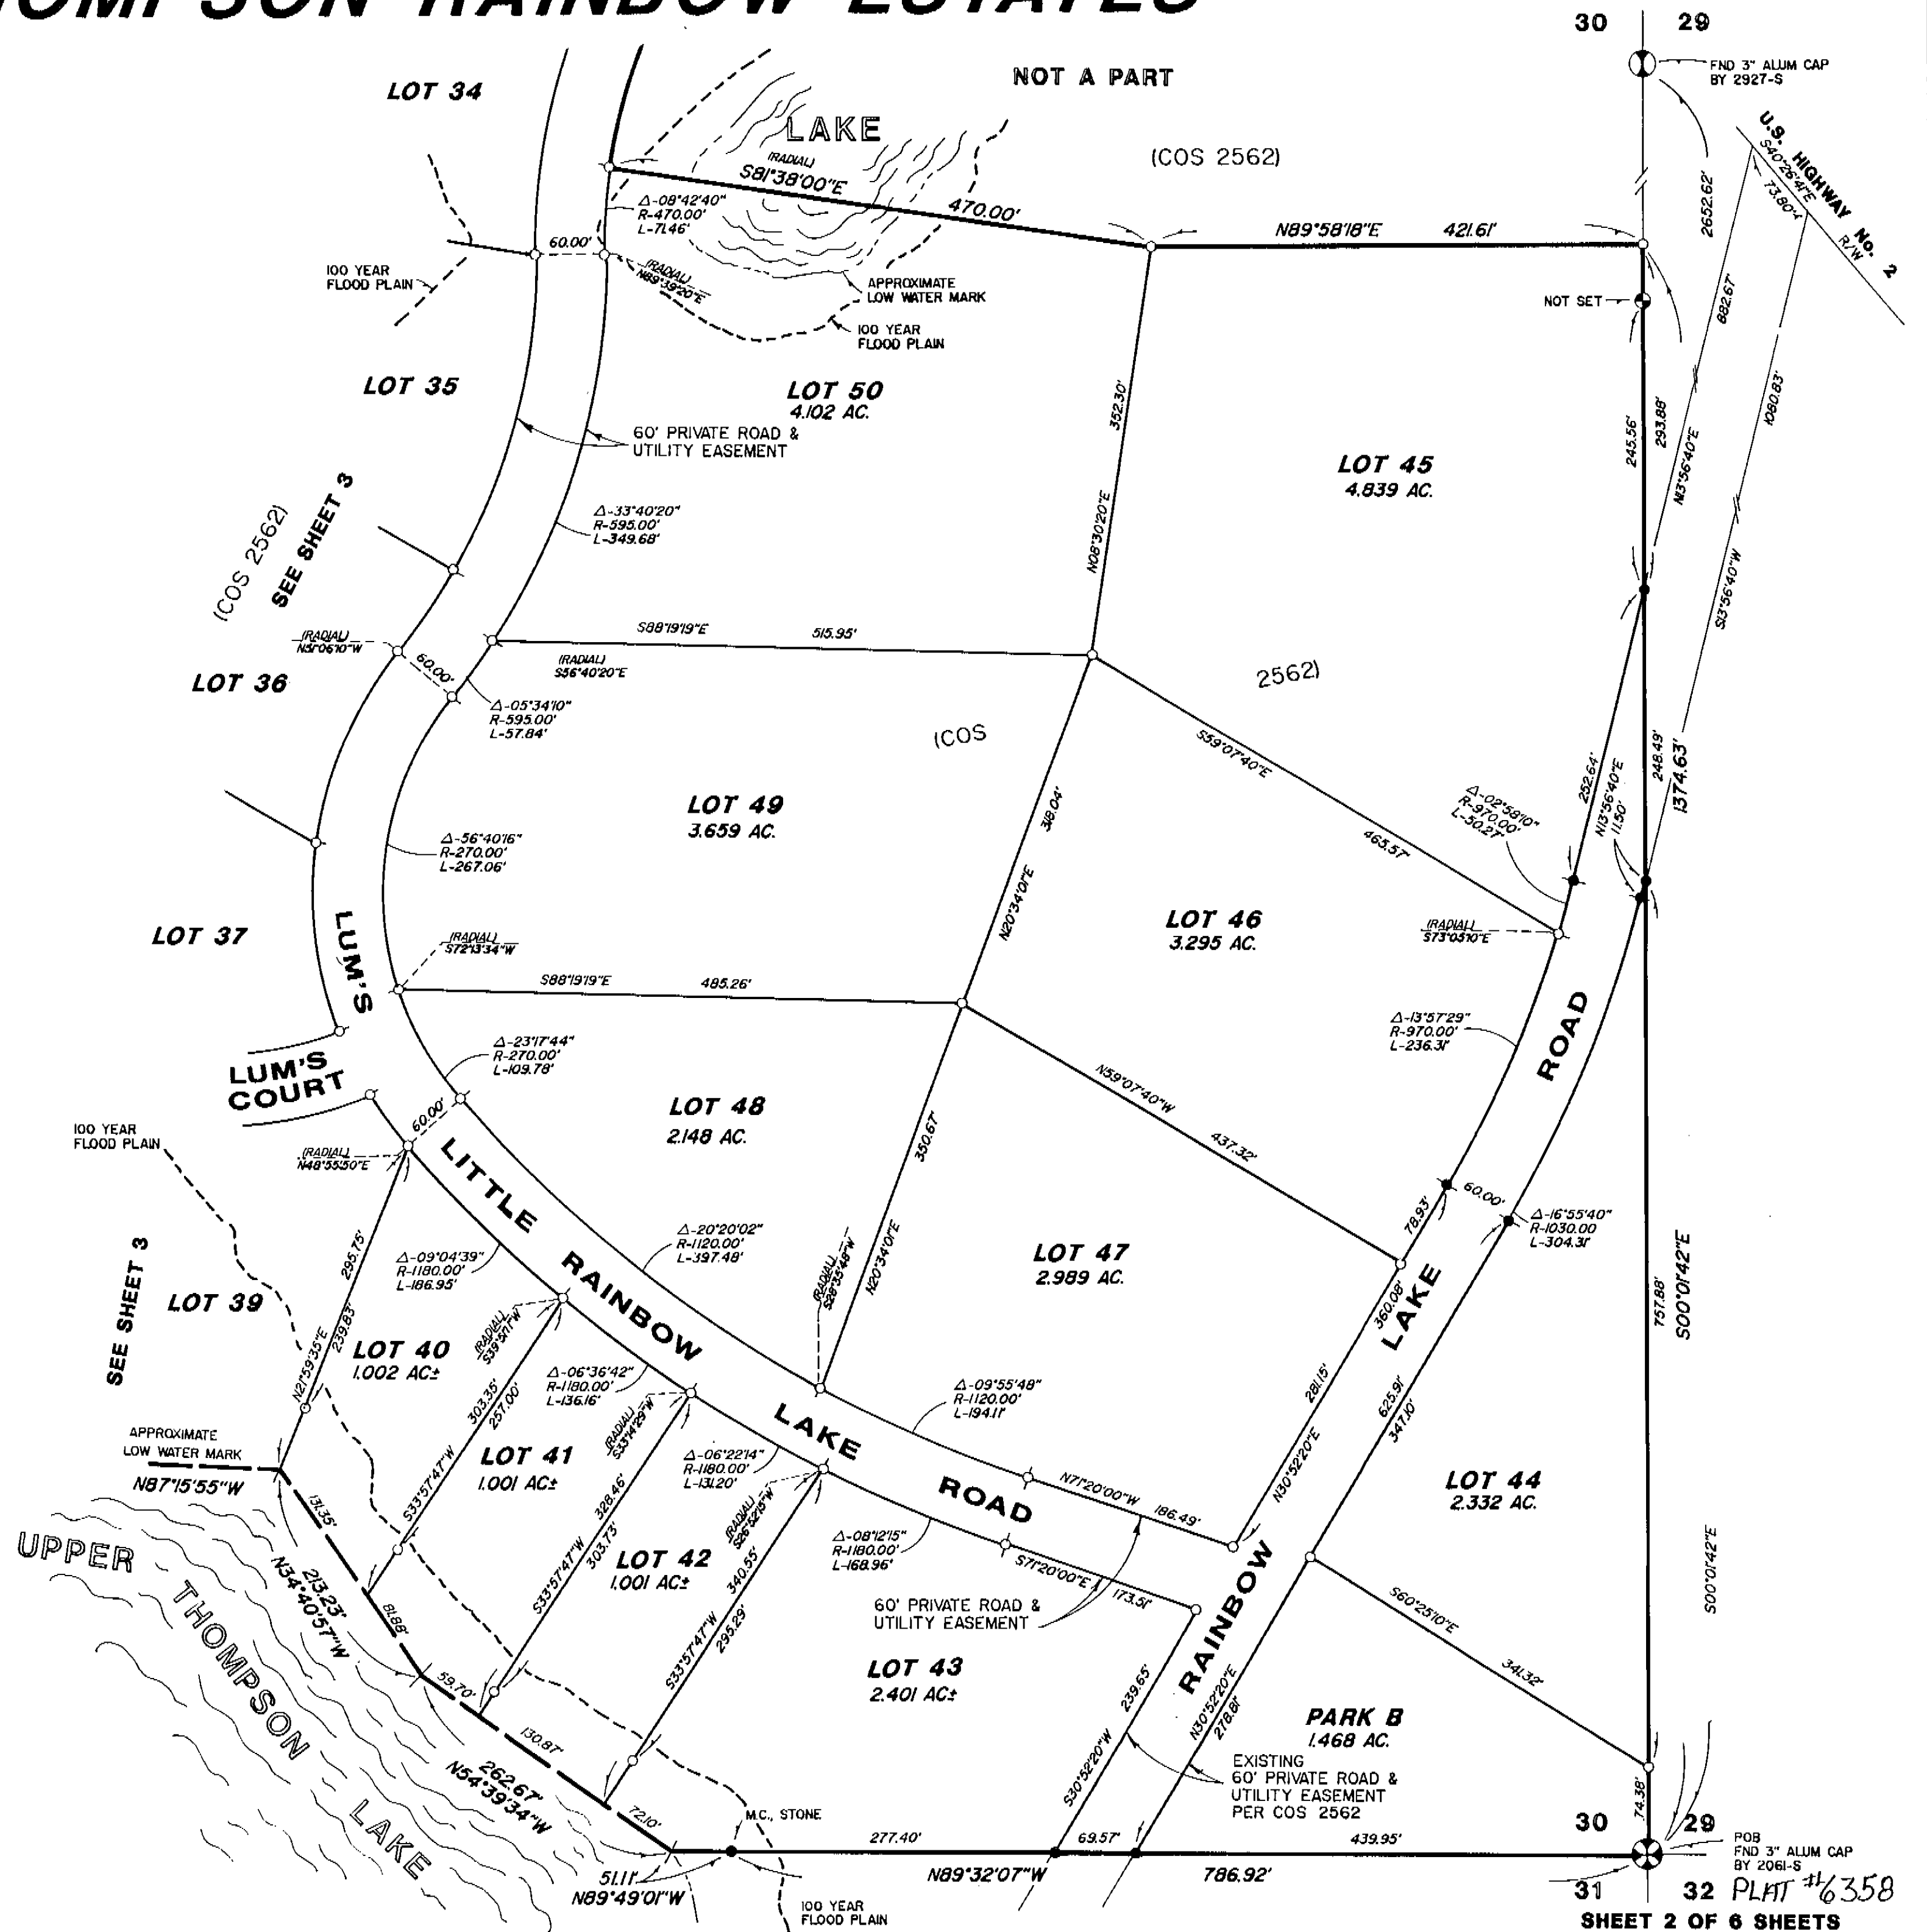 THOMPSON RAINBOW ESTATES
30 29
FND 3" ALUM CAP
BY 2927-S
NOT A PART
LOT 34
LAKE
(COS 2562)
U.S. HIGHWAY No. 2
S40°26'41"E
73.80'
R/W
2652.62'
(RADIAL)
S81°38'00"E
470.00'
Δ-08°42'40"
R-470.00'
L-71.46'
N89°58'18"E 421.61'
60.00'
(RADIAL)
N89°39'20"E
100 YEAR
FLOOD PLAIN
APPROXIMATE
LOW WATER MARK
100 YEAR
FLOOD PLAIN
NOT SET
882.67'
1080.83'
LOT 35
LOT 50
4.102 AC.
60' PRIVATE ROAD &
UTILITY EASEMENT
352.30'
N08°30'20"E
LOT 45
4.839 AC.
245.56'
293.88'
N13°56'40"E
S13°56'40"W
(COS 2562)
SEE SHEET 3
Δ-33°40'20"
R-595.00'
L-349.68'
(RADIAL)
N51°06'10"W
60.00'
S88°19'19"E 515.95'
(RADIAL)
S56°40'20"E
LOT 36
Δ-05°34'10"
R-595.00'
L-57.84'
(COS
2562)
S59°07'40"E
465.57'
318.04'
N20°34'01"E
252.64'
N13°56'40"E
11.50'
248.49'
1374.63'
Δ-02°58'10"
R-970.00'
L-50.27'
LOT 49
3.659 AC.
Δ-56°40'16"
R-270.00'
L-267.06'
LOT 37
LUM'S
(RADIAL)
S72°13'34"W
LOT 46
3.295 AC.
(RADIAL)
S73°05'10"E
S88°19'19"E 485.26'
Δ-13°57'29"
R-970.00'
L-236.31'
ROAD
Δ-23°17'44"
R-270.00'
L-109.78'
LUM'S
COURT
N59°07'40"W
437.32'
LOT 48
2.148 AC.
60.00'
350.67'
N20°34'01"E
100 YEAR
FLOOD PLAIN
(RADIAL)
N48°55'50"E
LITTLE RAINBOW LAKE ROAD
78.93'
60.00'
Δ-16°55'40"
R-1030.00
L-304.31'
Δ-20°20'02"
R-1120.00'
L-397.48'
LOT 47
2.989 AC.
(RADIAL)
S28°35'48"W
757.88'
S00°01'42"E
SEE SHEET 3
LOT 39
295.75'
239.83'
N21°59'35"E
Δ-09°04'39"
R-1180.00'
L-186.95'
LOT 40
1.002 AC±
(RADIAL)
S39°51'11"W
360.08'
LAKE
281.15'
N30°52'20"E
625.91'
347.10'
Δ-06°36'42"
R-1180.00'
L-136.16'
Δ-09°55'48"
R-1120.00'
L-194.11'
303.35'
257.00'
S33°57'47"W
(RADIAL)
S33°14'29"W
APPROXIMATE
LOW WATER MARK
N87°15'55"W
LOT 41
1.001 AC±
Δ-06°22'14"
R-1180.00'
L-131.20'
N71°20'00"W 186.49'
LOT 44
2.332 AC.
131.35'
328.46'
303.73'
S33°57'47"W
(RADIAL)
S26°52'15"W
Δ-08°12'15"
R-1180.00'
L-168.96'
S71°20'00"E 173.51'
S00°01'42"E
213.23'
N34°40'57"W
81.88'
LOT 42
1.001 AC±
340.55'
295.29'
S33°57'47"W
60' PRIVATE ROAD &
UTILITY EASEMENT
RAINBOW
S60°25'10"E
341.32'
UPPER THOMPSON LAKE
59.70'
LOT 43
2.401 AC±
239.65'
S30°52'20"W
N30°52'20"E
278.81'
PARK B
1.468 AC.
130.87'
262.67'
N54°39'34"W
EXISTING
60' PRIVATE ROAD &
UTILITY EASEMENT
PER COS 2562
72.10'
M.C., STONE
74.38'
30 29
277.40' 69.57' 439.95'
POB
FND 3" ALUM CAP
BY 2061-S
51.11'
N89°49'01"W
N89°32'07"W 786.92'
100 YEAR
FLOOD PLAIN
31 32
PLAT #6358
SHEET 2 OF 6 SHEETS